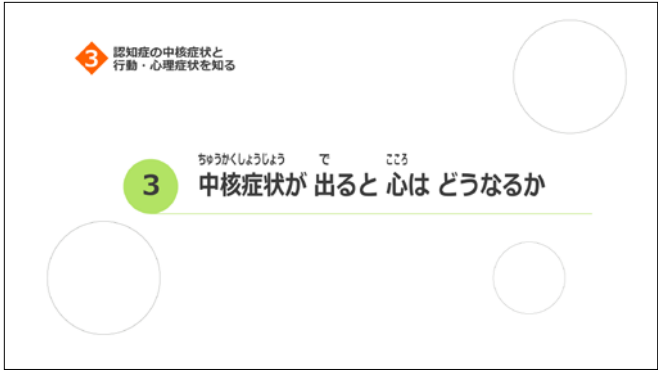 3
認知症の中核症状と
行動・心理症状を知る
ちゅうかくしょうじょう で こころ
3 中核症状が 出ると 心は どうなるか